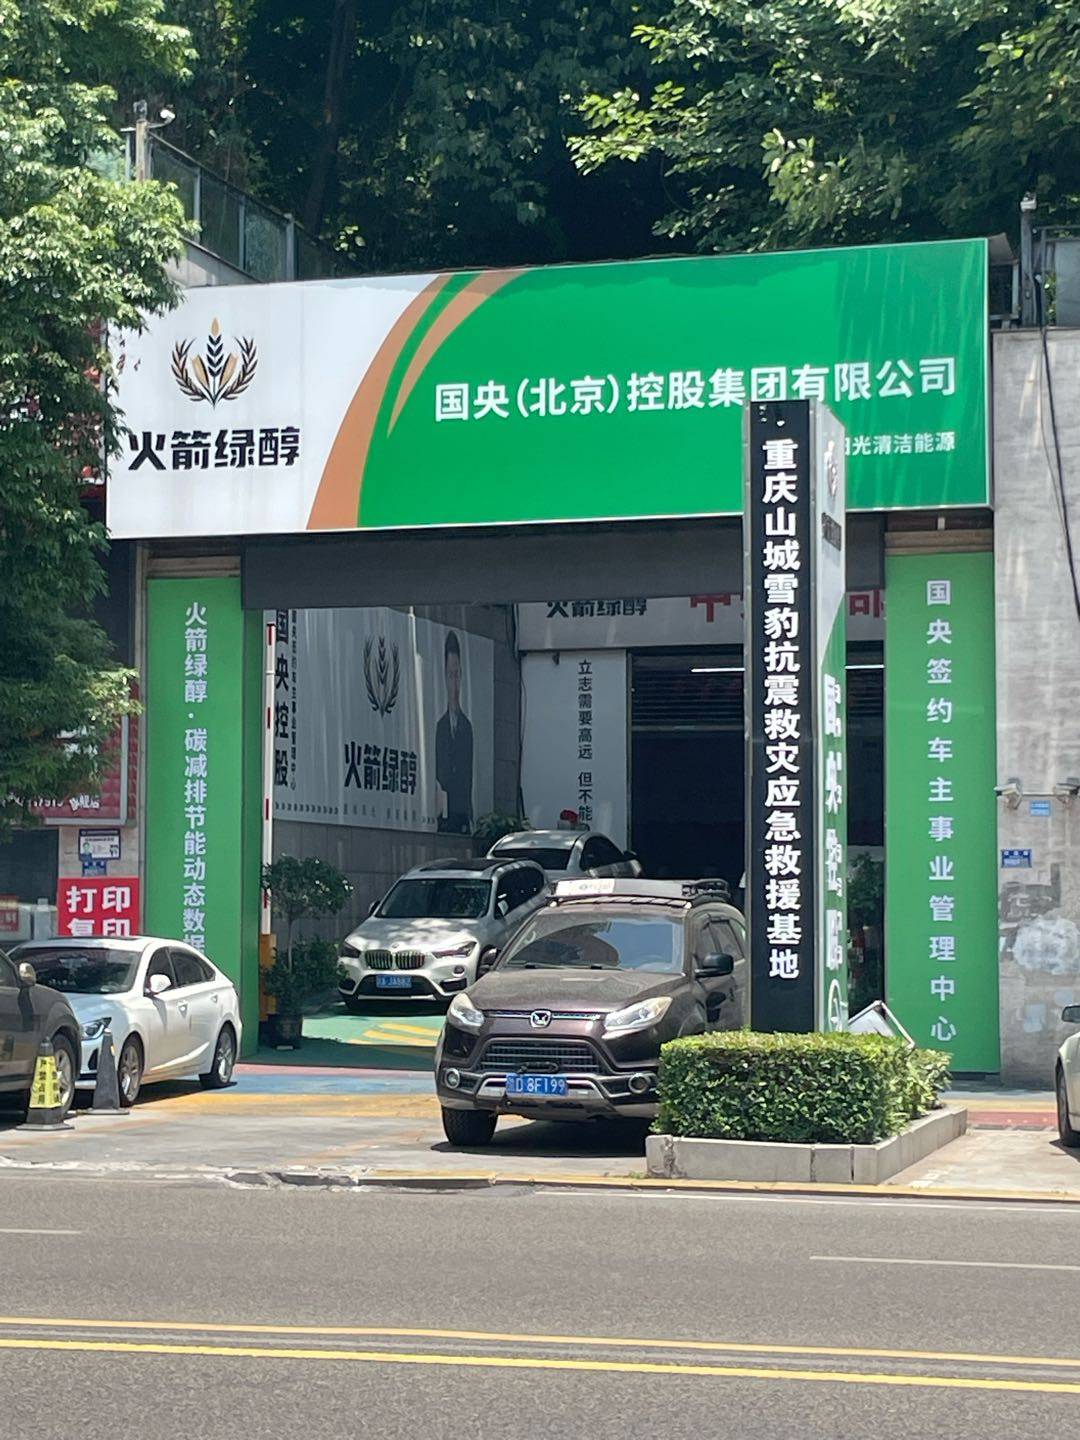 火箭绿醇
国央(北京)控股集团有限公司
阳光清洁能源
重庆山城雪豹抗震救灾应急救援基地
火箭绿醇·碳减排节能动态数据
国央签约车主事业管理中心
国央控股
火箭绿醇
火箭绿醇
立志需要高远 但不能
打印
复印
D 8F199